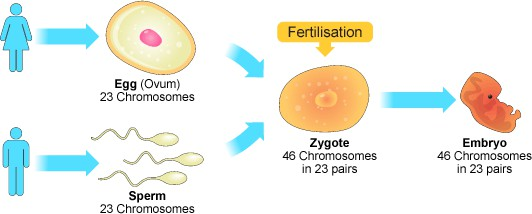 Fertilisation
Egg (Ovum)
23 Chromosomes
Zygote
46 Chromosomes
in 23 pairs
Embryo
46 Chromosomes
in 23 pairs
Sperm
23 Chromosomes